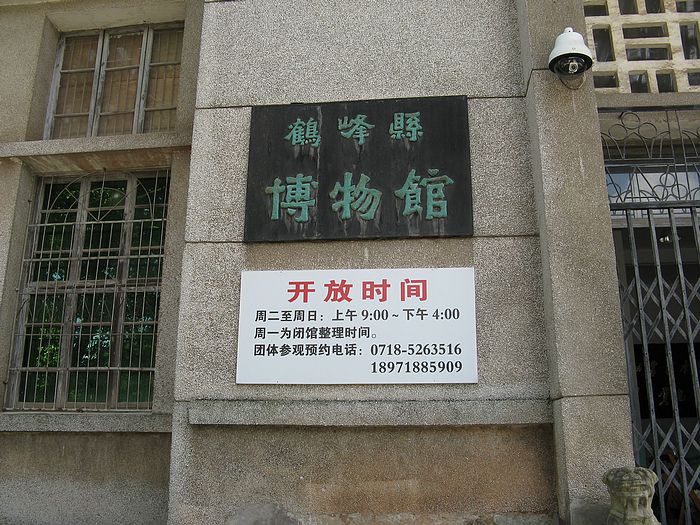 鶴峰縣
博物館
开放时间
周二至周日：上午 9:00 ~ 下午 4:00
周一为闭馆整理时间。
团体参观预约电话：0718-5263516
18971885909